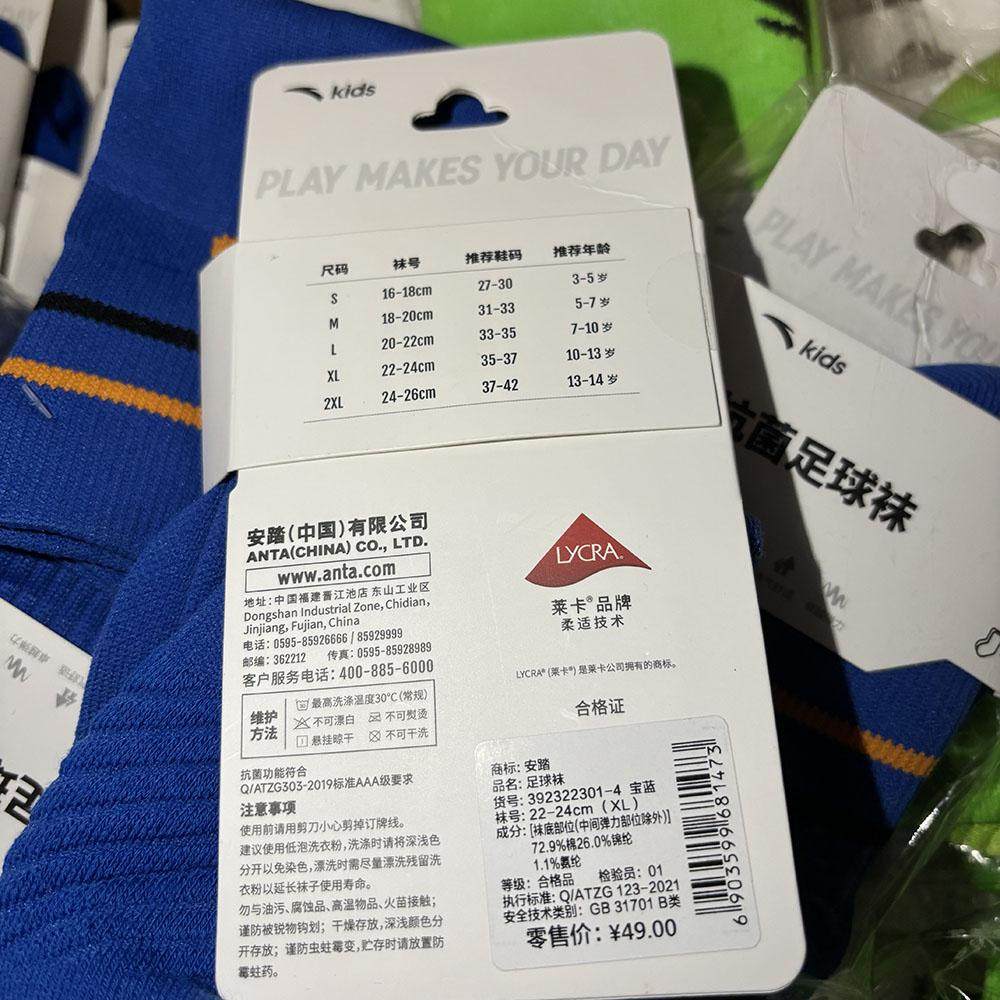 kids
PLAY MAKES YOUR DAY
尺码 袜号 推荐鞋码 推荐年龄
S 16-18cm 27-30 3-5 岁
M 18-20cm 31-33 5-7 岁
L 20-22cm 33-35 7-10 岁
XL 22-24cm 35-37 10-13 岁
2XL 24-26cm 37-42 13-14 岁
安踏(中国)有限公司
ANTA(CHINA) CO., LTD.
www.anta.com
地址: 中国福建晋江池店 东山工业区
Dongshan Industrial Zone, Chidian,
Jinjiang, Fujian, China
电话: 0595-85926666 / 85929999
邮编: 362212 传真: 0595-85928989
客户服务电话: 400-885-6000
维护方法
最高洗涤温度30°C(常规)
不可漂白 不可熨烫
悬挂晾干 不可干洗
抗菌功能符合
Q/ATZG303-2019标准AAA级要求
注意事项
使用前请用剪刀小心剪掉订牌线。
建议使用低泡洗衣粉,洗涤时请将深浅色
分开以免染色,漂洗时需尽量漂洗残留洗
衣粉以延长袜子使用寿命。
勿与油污、腐蚀品、高温物品、火苗接触;
谨防被锐物钩划; 干燥存放,深浅颜色分
开存放; 谨防虫蛀霉变,贮存时请放置防
霉蛀药。
LYCRA®
莱卡®品牌
柔适技术
LYCRA® (莱卡®) 是莱卡公司拥有的商标。
合格证
商标: 安踏
品名: 足球袜
货号: 392322301-4 宝蓝
袜号: 22-24cm (XL)
成分: [袜底部位(中间弹力部位除外)]
72.9%棉26.0%锦纶
1.1%氨纶
等级: 合格品 检验员: 01
执行标准: Q/ATZG 123-2021
安全技术类别: GB 31701 B类
零售价: ¥49.00
6903599681473
PLAY MAKES YOU
kids
抗菌足球袜